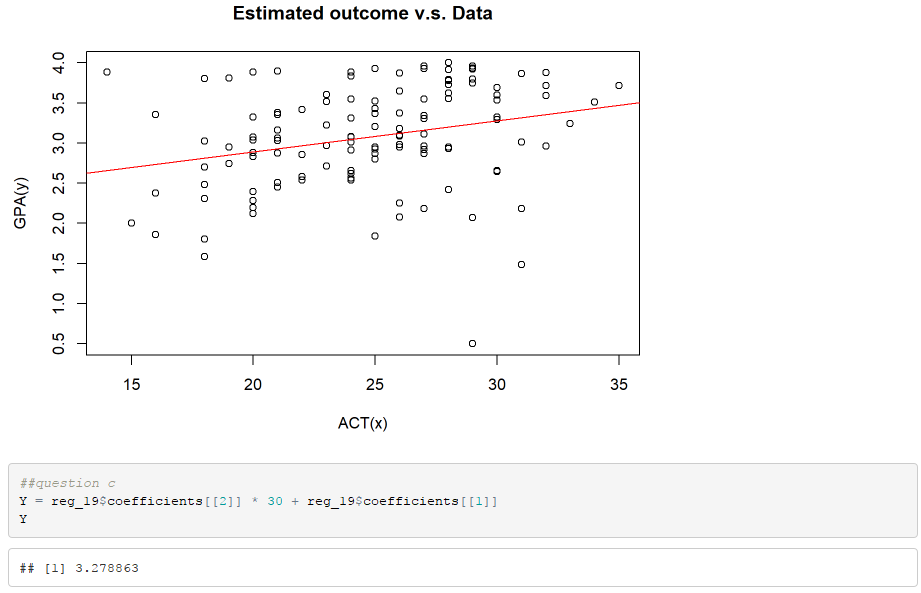 Estimated outcome v.s. Data
GPA(y)
4.0
3.5
3.0
2.5
2.0
1.5
1.0
0.5
15 20 25 30 35
ACT(x)
##question c
Y = reg_19$coefficients[[2]] * 30 + reg_19$coefficients[[1]]
Y
## [1] 3.278863